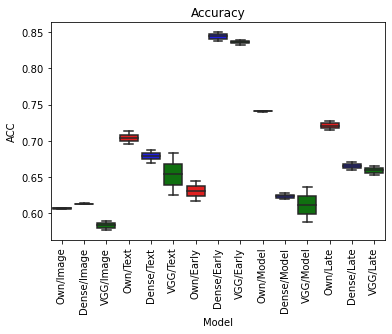 Accuracy
ACC
0.85
0.80
0.75
0.70
0.65
0.60
Own/Image
Dense/Image
VGG/Image
Own/Text
Dense/Text
VGG/Text
Own/Early
Dense/Early
VGG/Early
Own/Model
Dense/Model
VGG/Model
Own/Late
Dense/Late
VGG/Late
Model